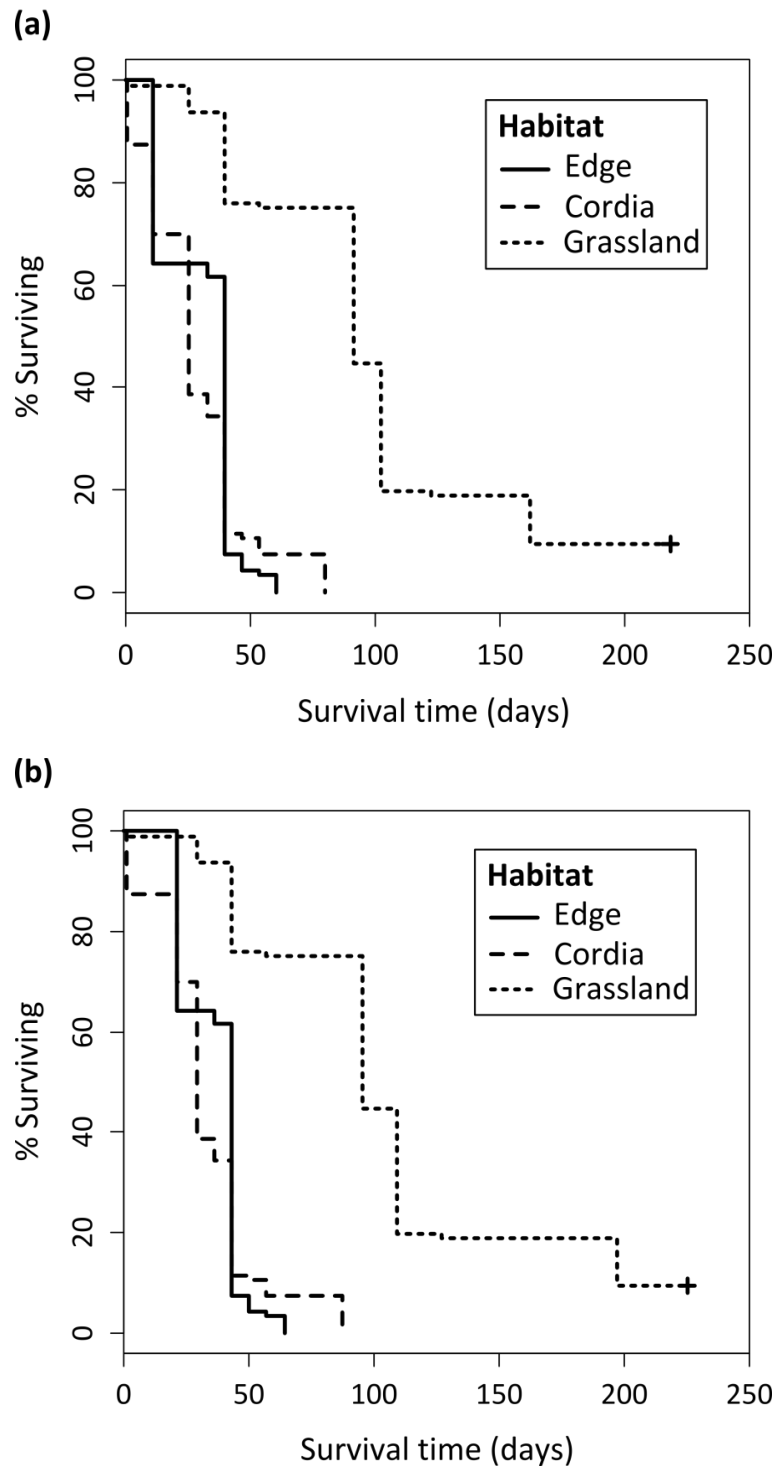 (a)
% Surviving
100
80
60
40
20
0
Habitat
Edge
Cordia
Grassland
0 50 100 150 200 250
Survival time (days)
(b)
% Surviving
100
80
60
40
20
0
Habitat
Edge
Cordia
Grassland
0 50 100 150 200 250
Survival time (days)